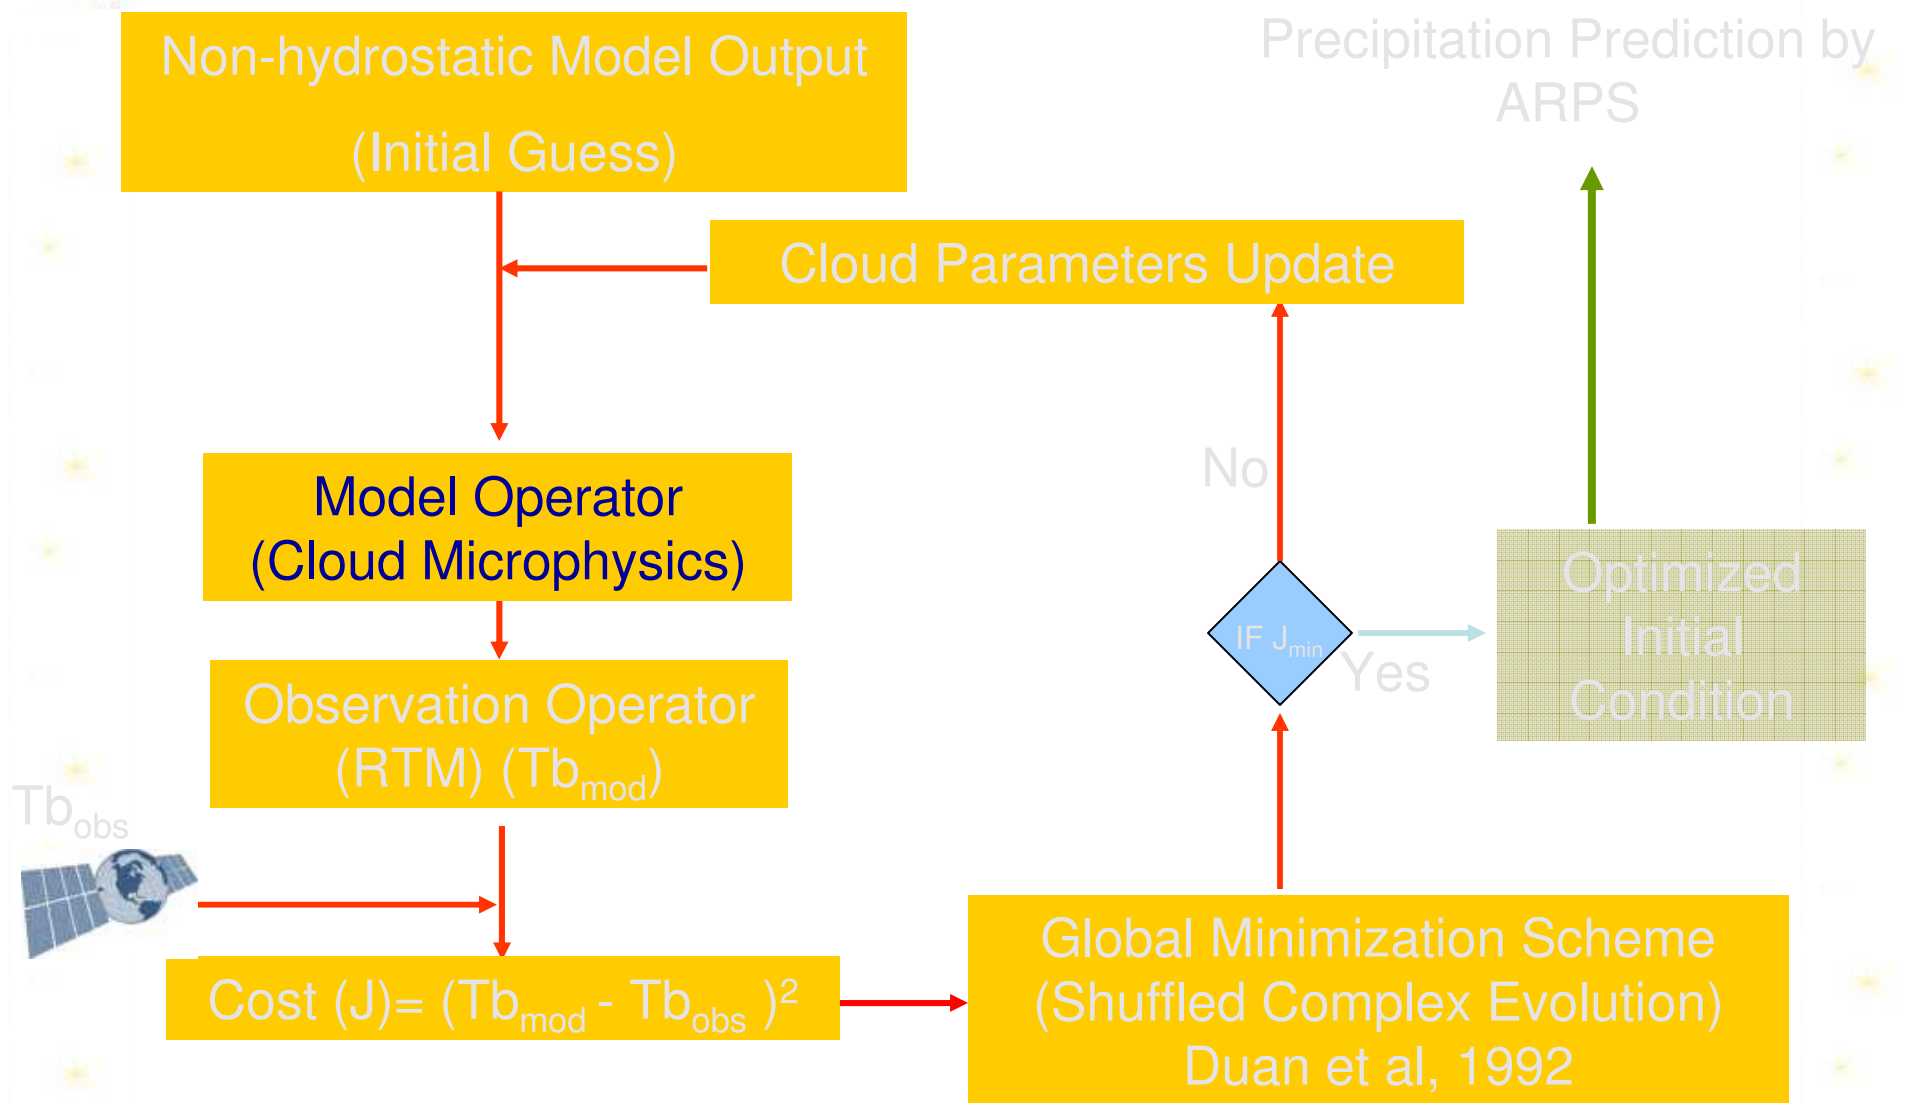 Non-hydrostatic Model Output
(Initial Guess)
Precipitation Prediction by
ARPS
Cloud Parameters Update
Model Operator
(Cloud Microphysics)
No
Optimized
Initial
Condition
IF Jmin
Yes
Observation Operator
(RTM) (Tbmod)
Tbobs
Cost (J)= (Tbmod - Tbobs )²
Global Minimization Scheme
(Shuffled Complex Evolution)
Duan et al, 1992